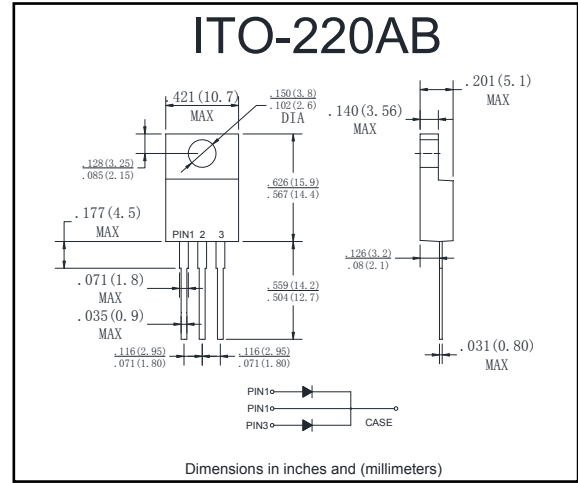 ITO-220AB
.421(10.7)
MAX
.150(3.8)
.102(2.6)
DIA
.201(5.1)
MAX
.140(3.56)
MAX
.128(3.25)
.085(2.15)
.626(15.9)
.567(14.4)
.177(4.5)
MAX
PIN1 2 3
.126(3.2)
.08(2.1)
.071(1.8)
MAX
.559(14.2)
.504(12.7)
.035(0.9)
MAX
.031(0.80)
MAX
.116(2.95)
.071(1.80)
.116(2.95)
.071(1.80)
PIN1
PIN1
PIN3
CASE
Dimensions in inches and (millimeters)